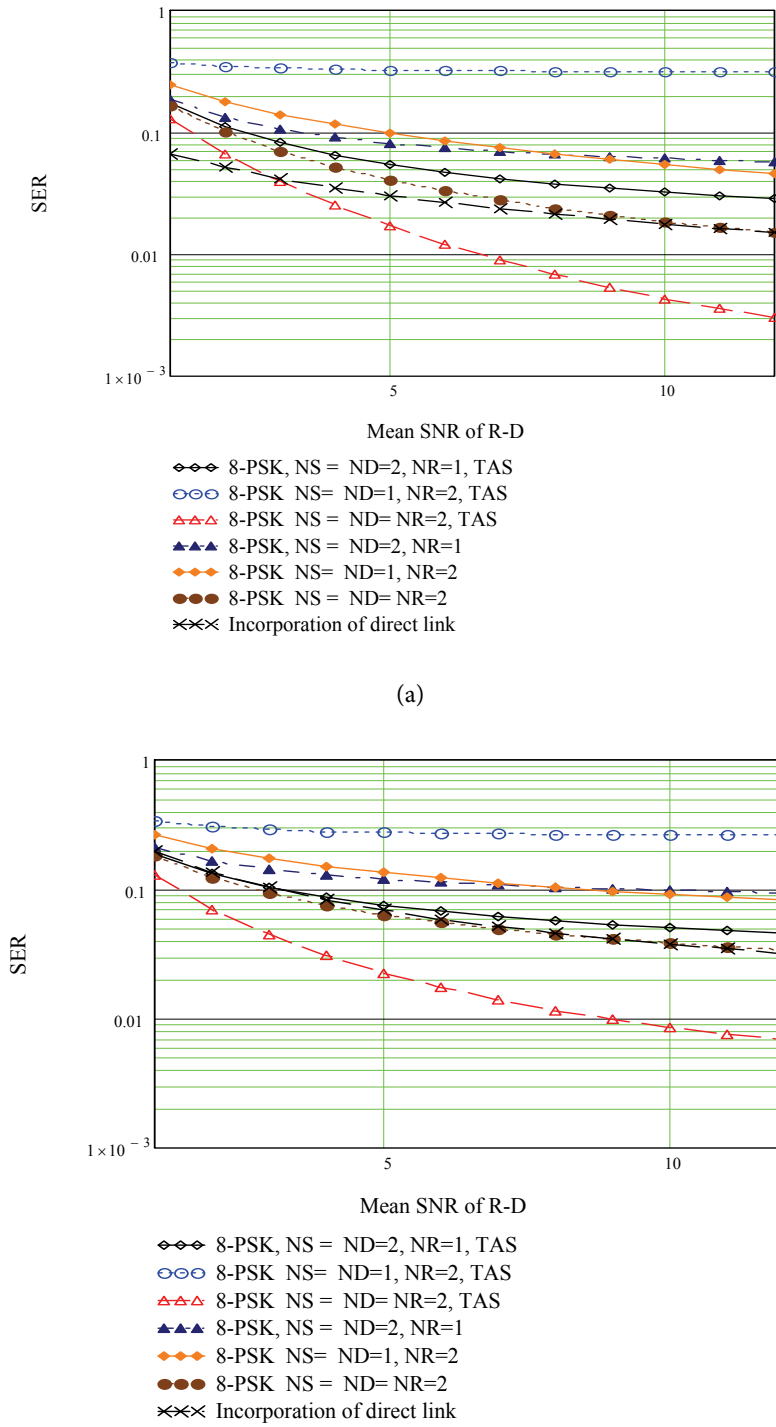 1
0.1
SER
0.01
1×10 − 3
5
10
Mean SNR of R-D
8-PSK, NS = ND=2, NR=1, TAS
8-PSK NS= ND=1, NR=2, TAS
8-PSK NS = ND= NR=2, TAS
8-PSK, NS = ND=2, NR=1
8-PSK NS= ND=1, NR=2
8-PSK NS = ND= NR=2
Incorporation of direct link
(a)
1
0.1
SER
0.01
1×10 − 3
5
10
Mean SNR of R-D
8-PSK, NS = ND=2, NR=1, TAS
8-PSK NS= ND=1, NR=2, TAS
8-PSK NS = ND= NR=2, TAS
8-PSK, NS = ND=2, NR=1
8-PSK NS= ND=1, NR=2
8-PSK NS = ND= NR=2
Incorporation of direct link